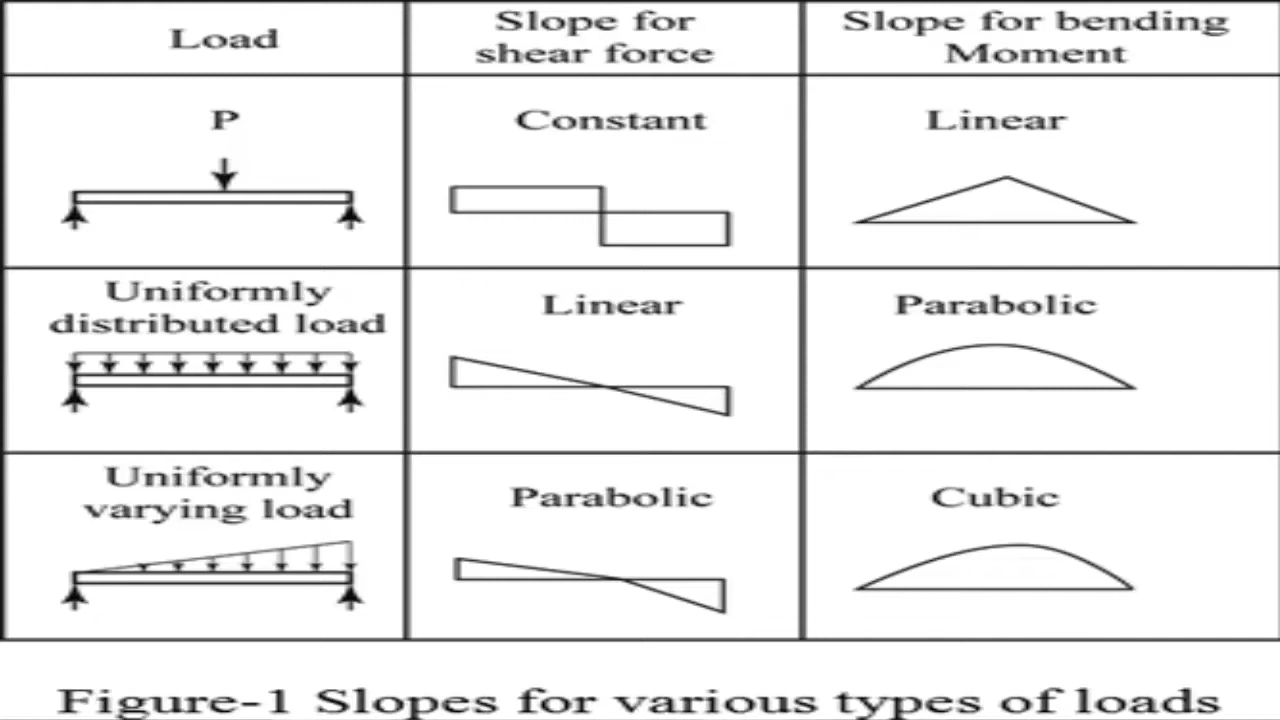 Load
Slope for
shear force
Slope for bending
Moment
P
Constant
Linear
Uniformly
distributed load
Linear
Parabolic
Uniformly
varying load
Parabolic
Cubic
Figure-1 Slopes for various types of loads